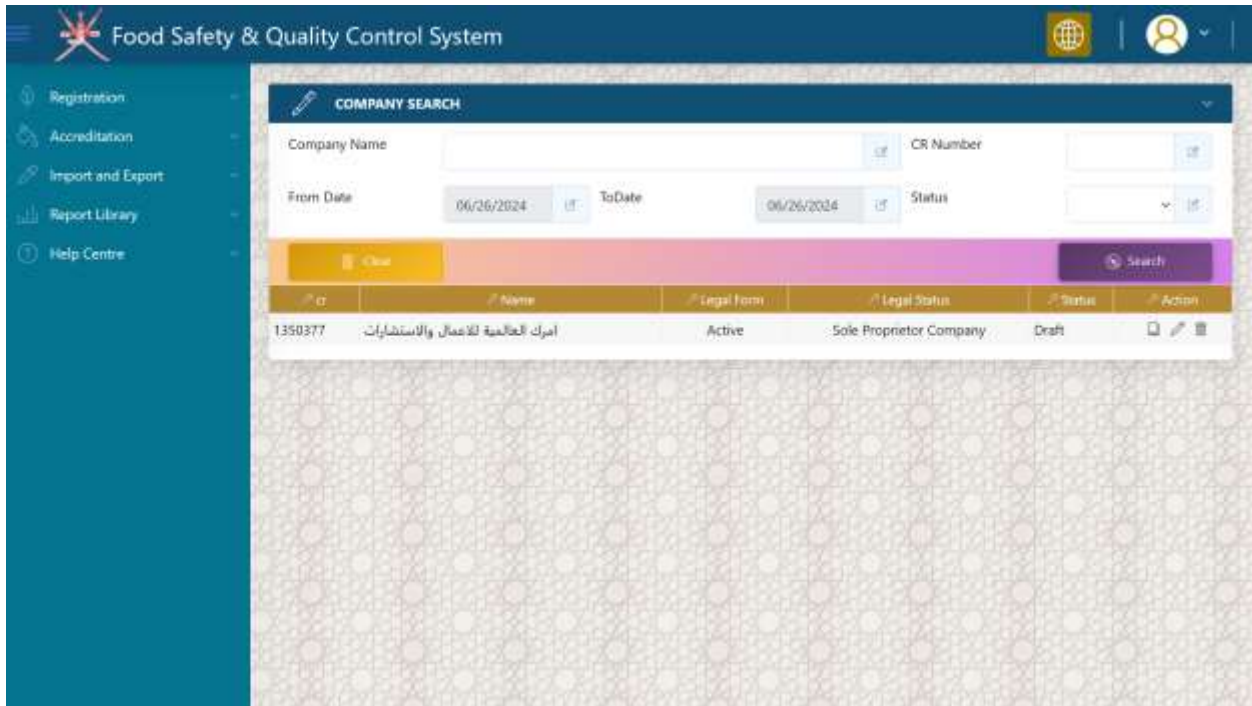 Food Safety & Quality Control System
Registration
Accreditation
Import and Export
Report Library
Help Centre
COMPANY SEARCH
Company Name
CR Number
From Date 06/26/2024 ToDate 06/26/2024 Status
Clear Search
cr Name Legal Form Legal Status Status Action
1350377 امرك العالمية للاعمال والاستشارات Active Sole Proprietor Company Draft